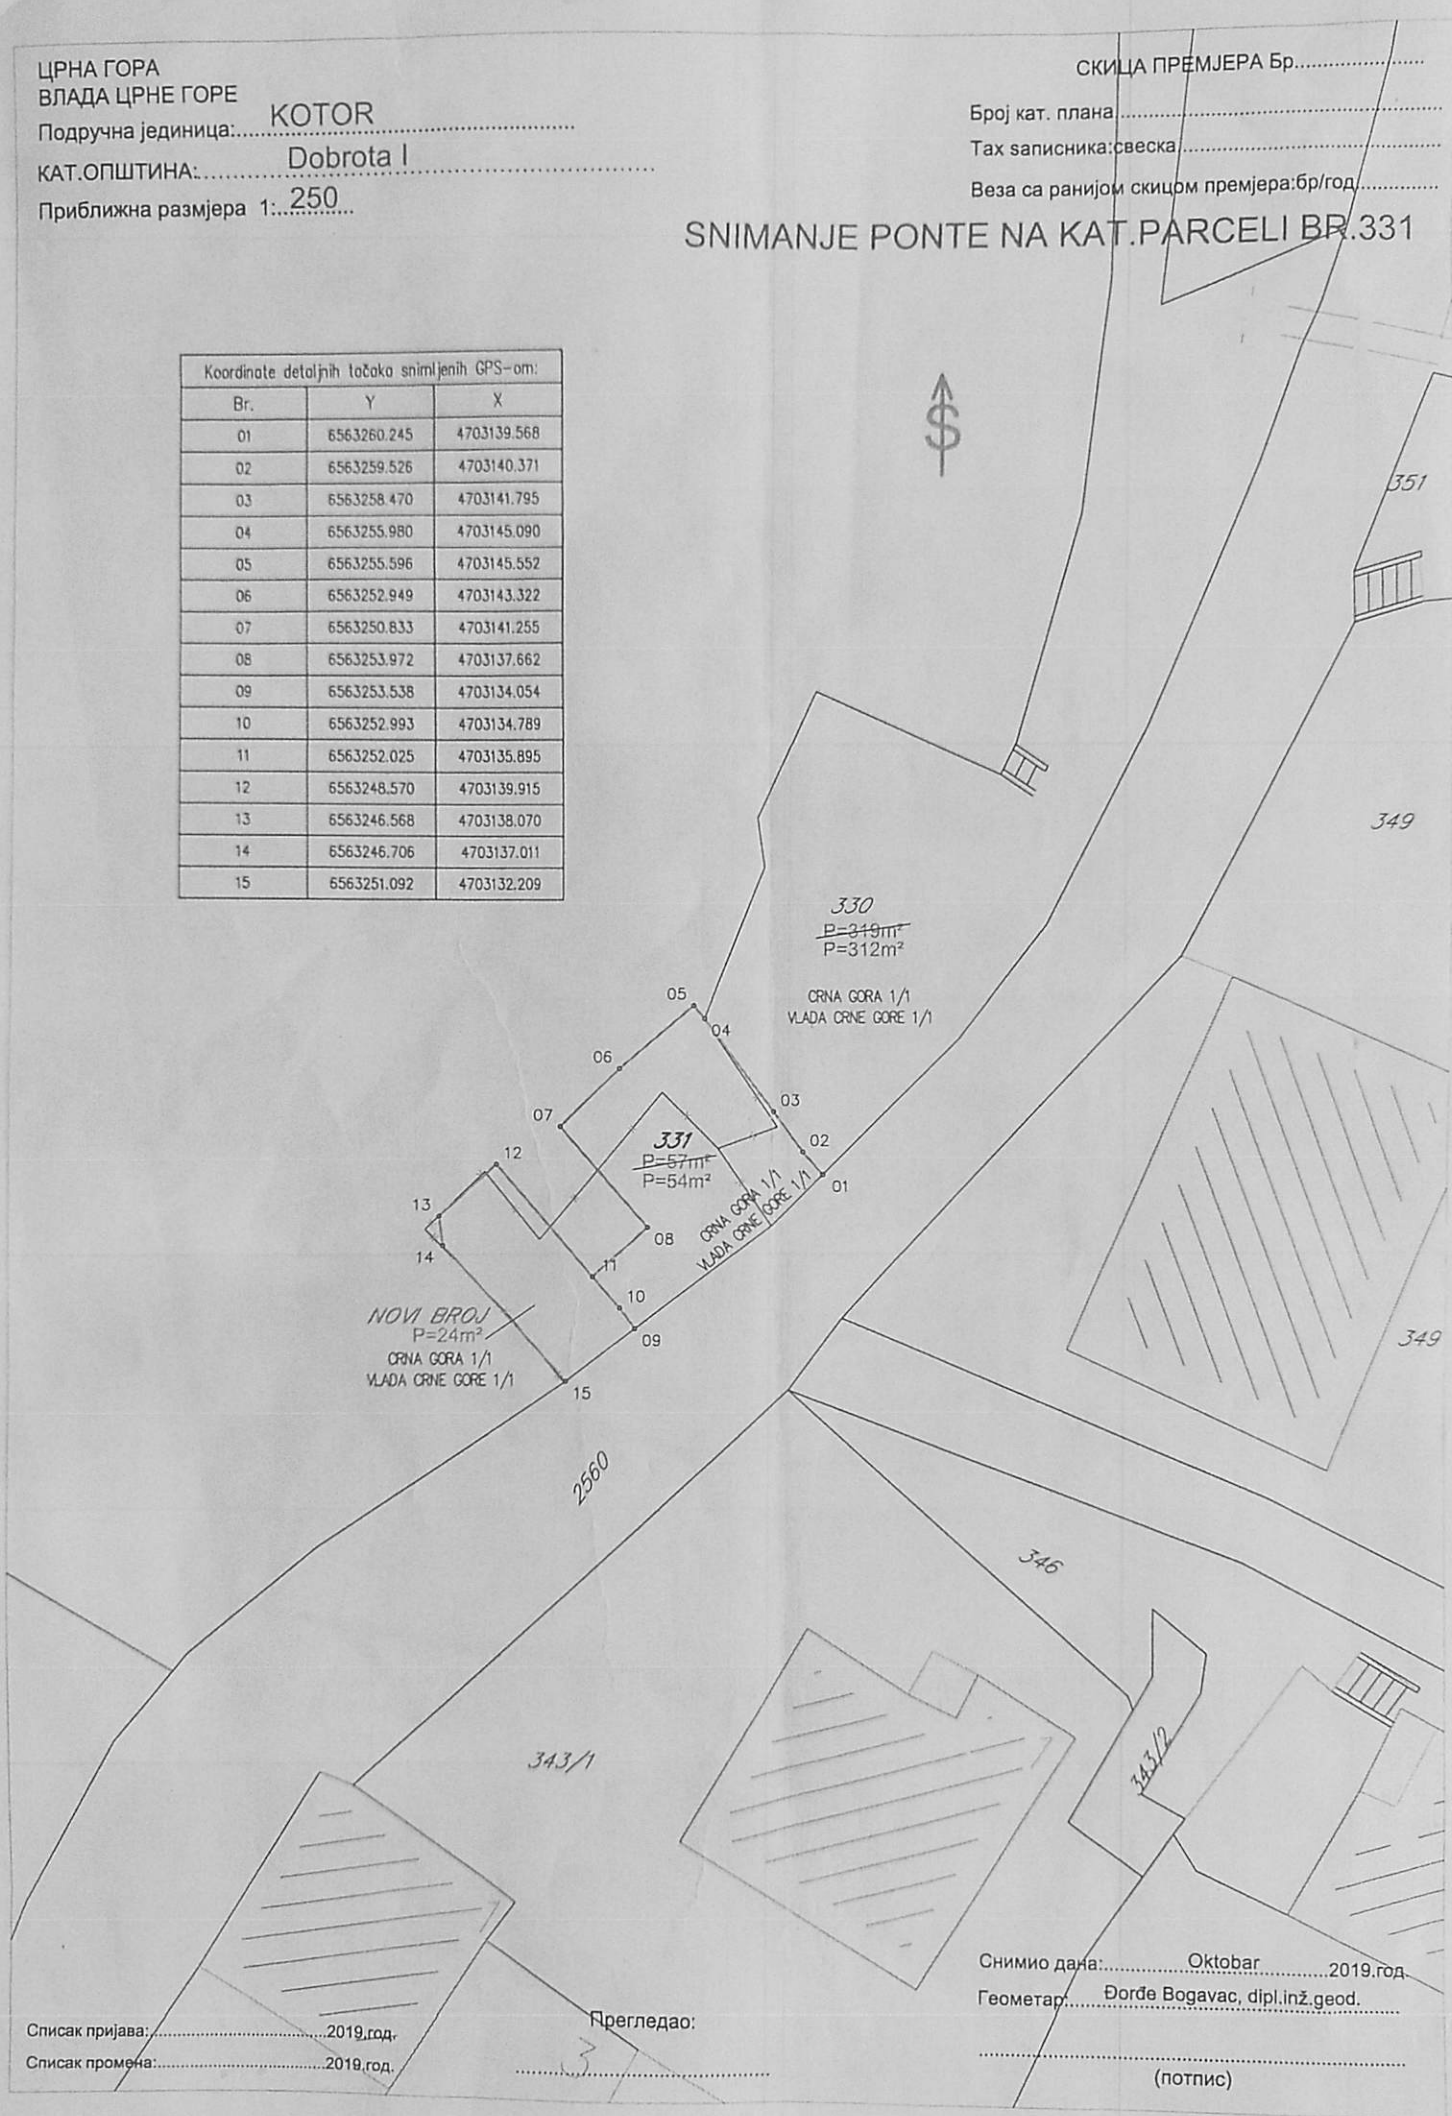 ЦРНА ГОРА
ВЛАДА ЦРНЕ ГОРЕ
Подручна јединица:..... KOTOR
КАТ.ОПШТИНА:..... Dobrota I
Приближна размјера 1:... 250
СКИЦА ПРЕМЈЕРА Бр.....
Број кат. плана.....
Тах записника:свеска.....
Веза са ранијом скицом премјера:бр/год.....
SNIMANJE PONTE NA KAT.PARCELI BR.331
Koordinate detaljnih tačaka snimljenih GPS-om:
Br. Y X
01 6563260.245 4703139.568
02 6563259.526 4703140.371
03 6563258.470 4703141.795
04 6563255.980 4703145.090
05 6563255.596 4703145.552
06 6563252.949 4703143.322
07 6563250.833 4703141.255
08 6563253.972 4703137.662
09 6563253.538 4703134.054
10 6563252.993 4703134.789
11 6563252.025 4703135.895
12 6563248.570 4703139.915
13 6563246.568 4703138.070
14 6563246.706 4703137.011
15 6563251.092 4703132.209
351
349
330
P=319m²
P=312m²
CRNA GORA 1/1
VLADA CRNE GORE 1/1
05
04
06
03
07
02
12
01
331
P=57m²
P=54m²
CRNA GORA 1/1
VLADA CRNE GORE 1/1
13
08
14
11
10
09
15
NOVI BROJ
P=24m²
CRNA GORA 1/1
VLADA CRNE GORE 1/1
349
2560
346
343/1
343/2
Снимио дана:..... Oktobar .....2019.год.
Геометар:..... Đorđe Bogavac, dipl.inž.geod.
(потпис)
Прегледао:
3
Списак пријава:.....2019.год.
Списак промена:.....2019.год.